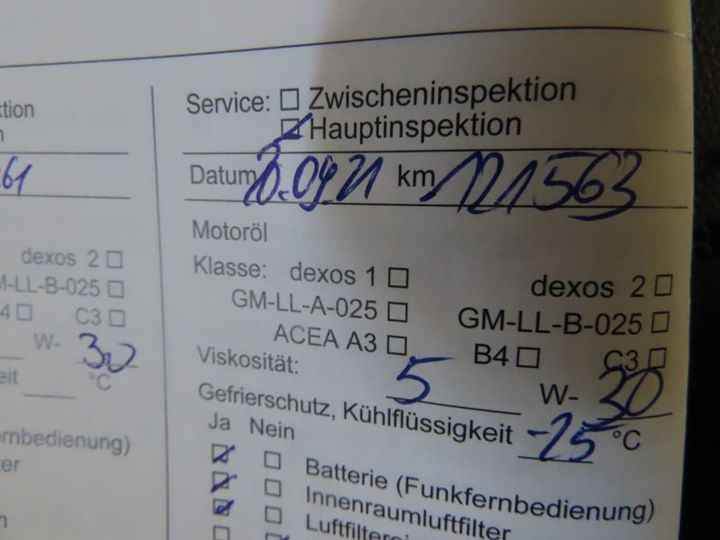 Service: ☐ Zwischeninspektion
☑ Hauptinspektion
Datum .09.21 km 121563
Motoröl
Klasse: dexos 1 ☐ dexos 2 ☐
GM-LL-A-025 ☐ GM-LL-B-025 ☐
ACEA A3 ☐ B4 ☐ C3 ☐
Viskosität: 5 W- 30
Gefrierschutz, Kühlflüssigkeit -25 °C
Ja Nein
☑ ☐ Batterie (Funkfernbedienung)
☑ ☐ Innenraumluftfilter
☑ ☐
61
dexos 2 ☐
-LL-B-025 ☐
C3 ☐
W- 30
°C